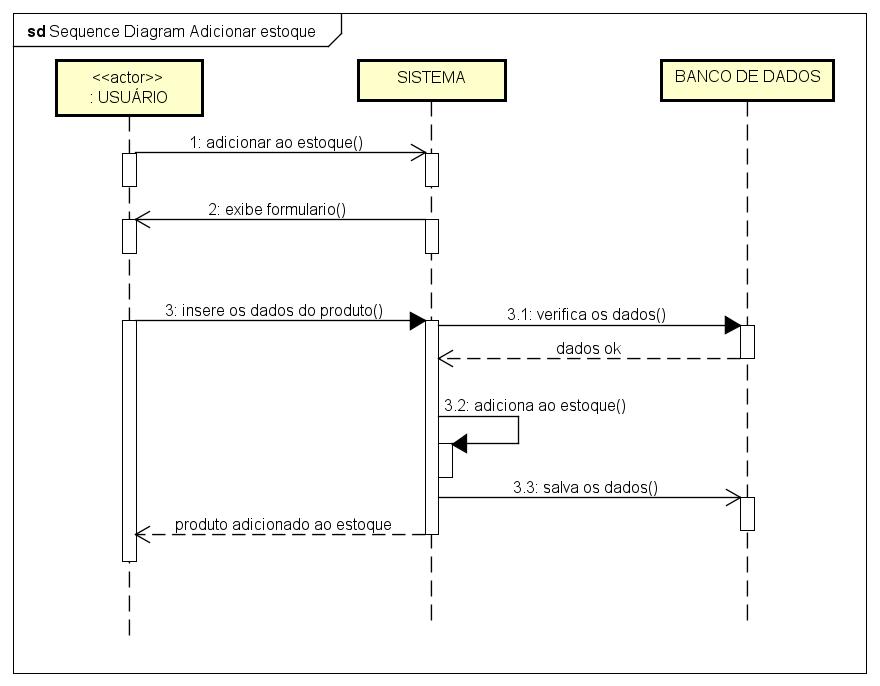 sd Sequence Diagram Adicionar estoque
<<actor>>
: USUÁRIO
SISTEMA
BANCO DE DADOS
1: adicionar ao estoque()
2: exibe formulario()
3: insere os dados do produto()
3.1: verifica os dados()
dados ok
3.2: adiciona ao estoque()
3.3: salva os dados()
produto adicionado ao estoque